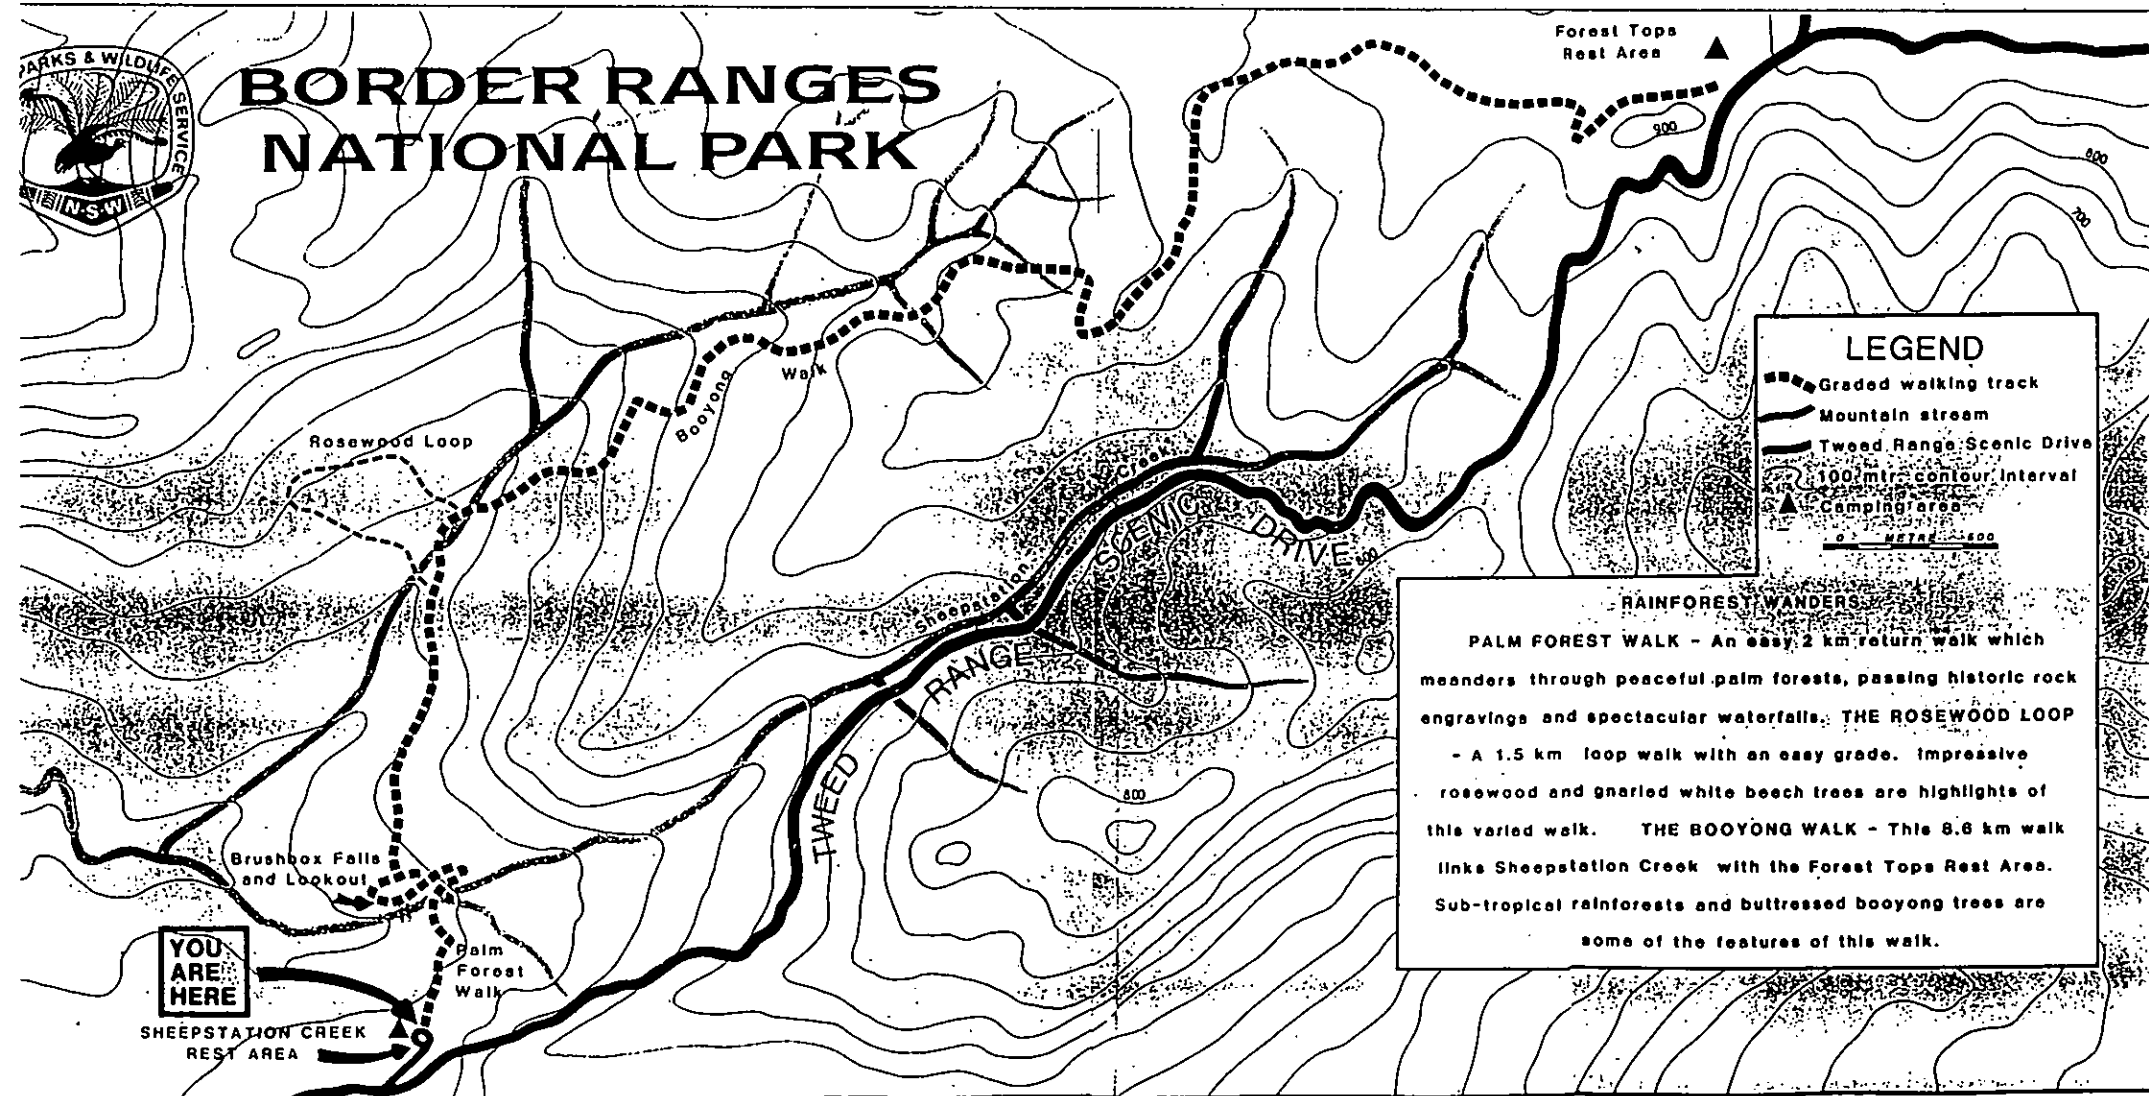 PARKS & WILDLIFE SERVICE
N·S·W
BORDER RANGES
NATIONAL PARK
Forest Tops
Rest Area
900
800
700
LEGEND
Graded walking track
Mountain stream
Tweed Range Scenic Drive
100 mtr contour interval
Camping area
0 METRE 500
Walk
Booyong
Rosewood Loop
Sheepstation Creek
TWEED RANGE SCENIC DRIVE
800
RAINFOREST WANDERS
PALM FOREST WALK - An easy 2 km return walk which
meanders through peaceful palm forests, passing historic rock
engravings and spectacular waterfalls. THE ROSEWOOD LOOP
- A 1.5 km loop walk with an easy grade. Impressive
rosewood and gnarled white beech trees are highlights of
this varied walk. THE BOOYONG WALK - This 8.6 km walk
links Sheepstation Creek with the Forest Tops Rest Area.
Sub-tropical rainforests and buttressed booyong trees are
some of the features of this walk.
Brushbox Falls
and Lookout
YOU
ARE
HERE
Palm
Forest
Walk
SHEEPSTATION CREEK
REST AREA